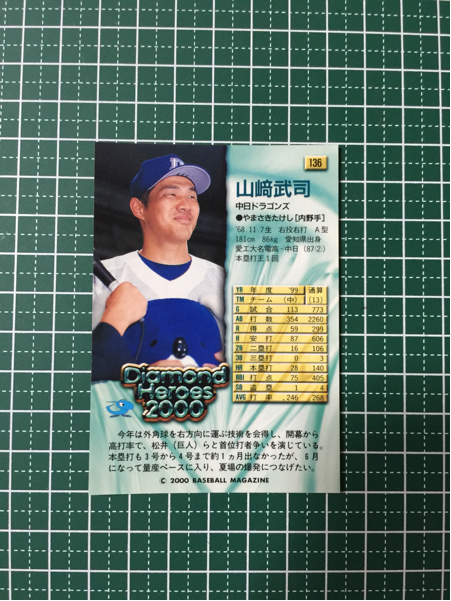 136
山﨑武司
中日ドラゴンズ
●やまさきたけし[内野手]
'68.11.7生 右投右打 A型
181cm 86kg 愛知県出身
愛工大名電高-中日(87②)
本塁打王1回
YR 年度 '99 通算
TM チーム (中) (13)
G 試合 113 773
AB 打数 354 2260
R 得点 59 299
H 安打 87 606
2B 二塁打 16 106
3B 三塁打 0 3
HR 本塁打 28 140
RBI 打点 75 405
SB 盗塁 1 4
AVG 打率 .246 .268
D
Diamond
Heroes
2000
今年は外角球を右方向に運ぶ技術を会得し、開幕から
高打率で、松井(巨人)らと首位打者争いを演じている。
本塁打も3号から4号まで約1ヵ月出なかったが、6月
になって量産ペースに入り、夏場の爆発につなげたい。
© 2000 BASEBALL MAGAZINE